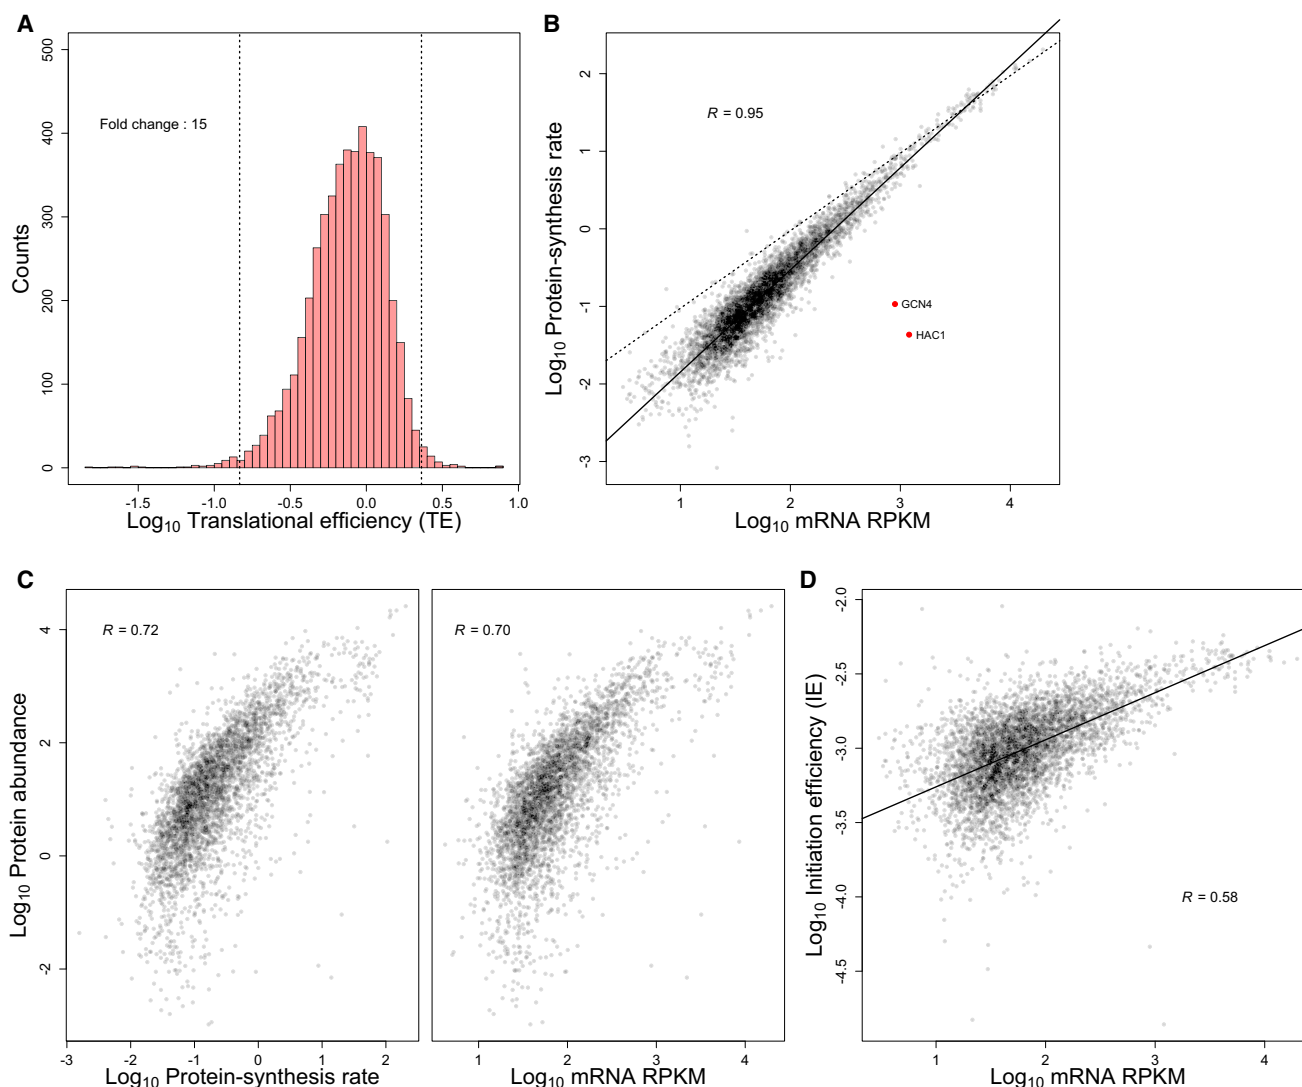 A
Fold change : 15
Counts
500
400
300
200
100
0
-1.5
-1.0
-0.5
0.0
0.5
1.0
Log10 Translational efficiency (TE)
B
R = 0.95
Log10 Protein-synthesis rate
2
1
0
-1
-2
-3
GCN4
HAC1
1
2
3
4
Log10 mRNA RPKM
C
R = 0.72
Log10 Protein abundance
4
2
0
-2
-3
-2
-1
0
1
2
Log10 Protein-synthesis rate
R = 0.70
1
2
3
4
Log10 mRNA RPKM
D
Log10 Initiation efficiency (IE)
-2.0
-2.5
-3.0
-3.5
-4.0
-4.5
R = 0.58
1
2
3
4
Log10 mRNA RPKM